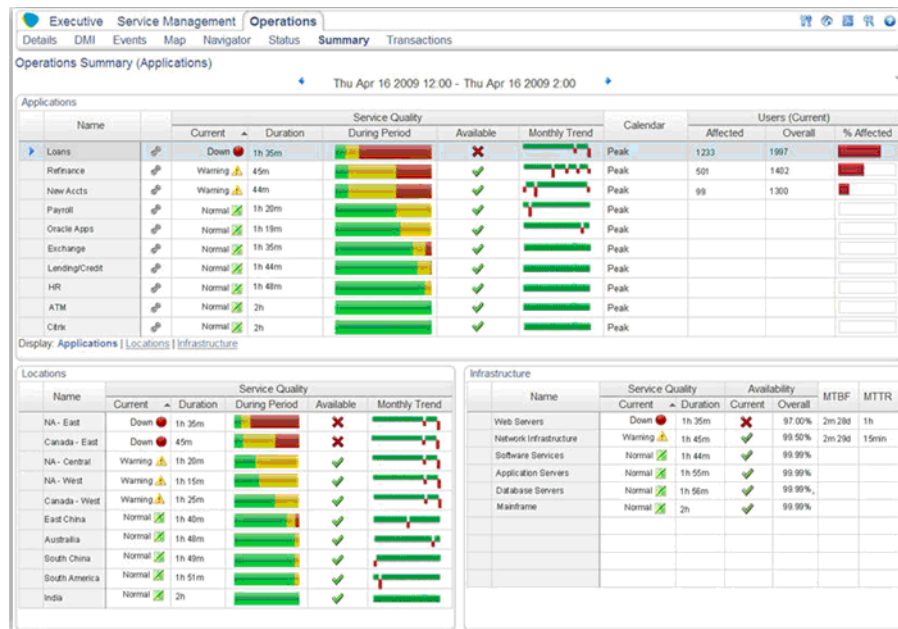 Executive Service Management Operations
Details DMI Events Map Navigator Status Summary Transactions
Operations Summary (Applications)
Thu Apr 16 2009 12:00 - Thu Apr 16 2009 2:00
Applications
Name Service Quality Calendar Users (Current)
Current Duration During Period Available Monthly Trend Affected Overall % Affected
Loans Down 1h 35m Peak 1233 1997
Refinance Warning 45m Peak 501 1402
New Accts Warning 44m Peak 99 1300
Payroll Normal 1h 20m Peak
Oracle Apps Normal 1h 19m Peak
Exchange Normal 1h 35m Peak
Lending/Credit Normal 1h 44m Peak
HR Normal 1h 48m Peak
ATM Normal 2h Peak
Citrix Normal 2h Peak
Display: Applications | Locations | Infrastructure
Locations
Name Service Quality
Current Duration During Period Available Monthly Trend
NA - East Down 1h 35m
Canada - East Down 45m
NA - Central Warning 1h 20m
NA - West Warning 1h 15m
Canada - West Warning 1h 25m
East China Normal 1h 40m
Austrailia Normal 1h 48m
South China Normal 1h 49m
South America Normal 1h 51m
India Normal 2h
Infrastructure
Name Service Quality Availability MTBF MTTR
Current Duration Current Overall
Web Servers Down 1h 35m 97.00% 2m 28d 1h
Network Infrastructure Warning 1h 45m 99.50% 2m 29d 15min
Software Services Normal 1h 44m 99.99%
Application Servers Normal 1h 55m 99.99%
Database Servers Normal 1h 56m 99.99%.
Mainframe Normal 2h 99.99%